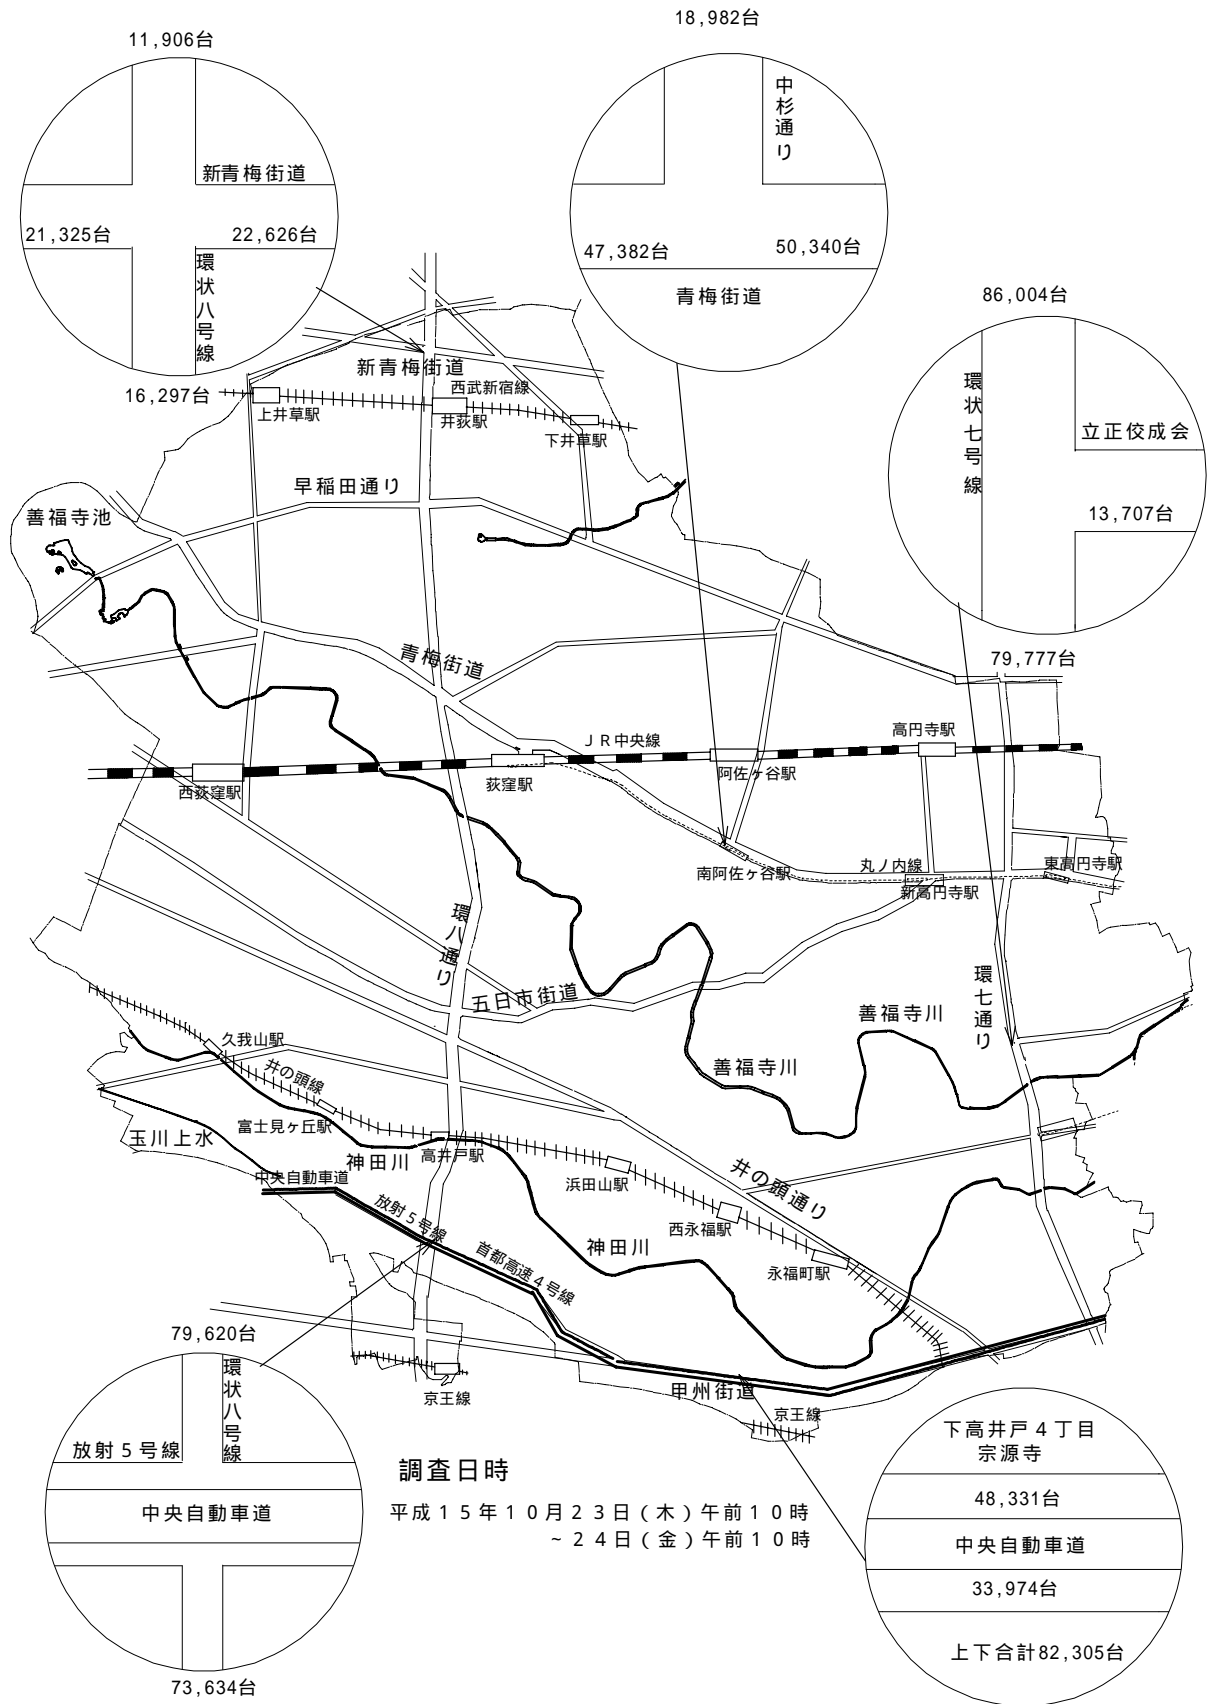 18,982台
11,906台
中杉通り
新青梅街道
21,325台
22,626台
環状八号線
47,382台
50,340台
青梅街道
86,004台
環状七号線
立正佼成会
13,707台
新青梅街道
西武新宿線
16,297台
上井草駅
井荻駅
下井草駅
早稲田通り
善福寺池
青梅街道
79,777台
JR中央線
高円寺駅
西荻窪駅
荻窪駅
阿佐ヶ谷駅
南阿佐ヶ谷駅
丸ノ内線
新高円寺駅
東高円寺駅
環八通り
五日市街道
環七通り
善福寺川
善福寺川
久我山駅
井の頭線
富士見ヶ丘駅
玉川上水
神田川
高井戸駅
浜田山駅
井の頭通り
中央自動車道
放射5号線
西永福駅
神田川
首都高速4号線
永福町駅
79,620台
環状八号線
京王線
甲州街道
京王線
放射5号線
中央自動車道
73,634台
調査日時
平成15年10月23日(木)午前10時
~24日(金)午前10時
下高井戸4丁目
宗源寺
48,331台
中央自動車道
33,974台
上下合計82,305台